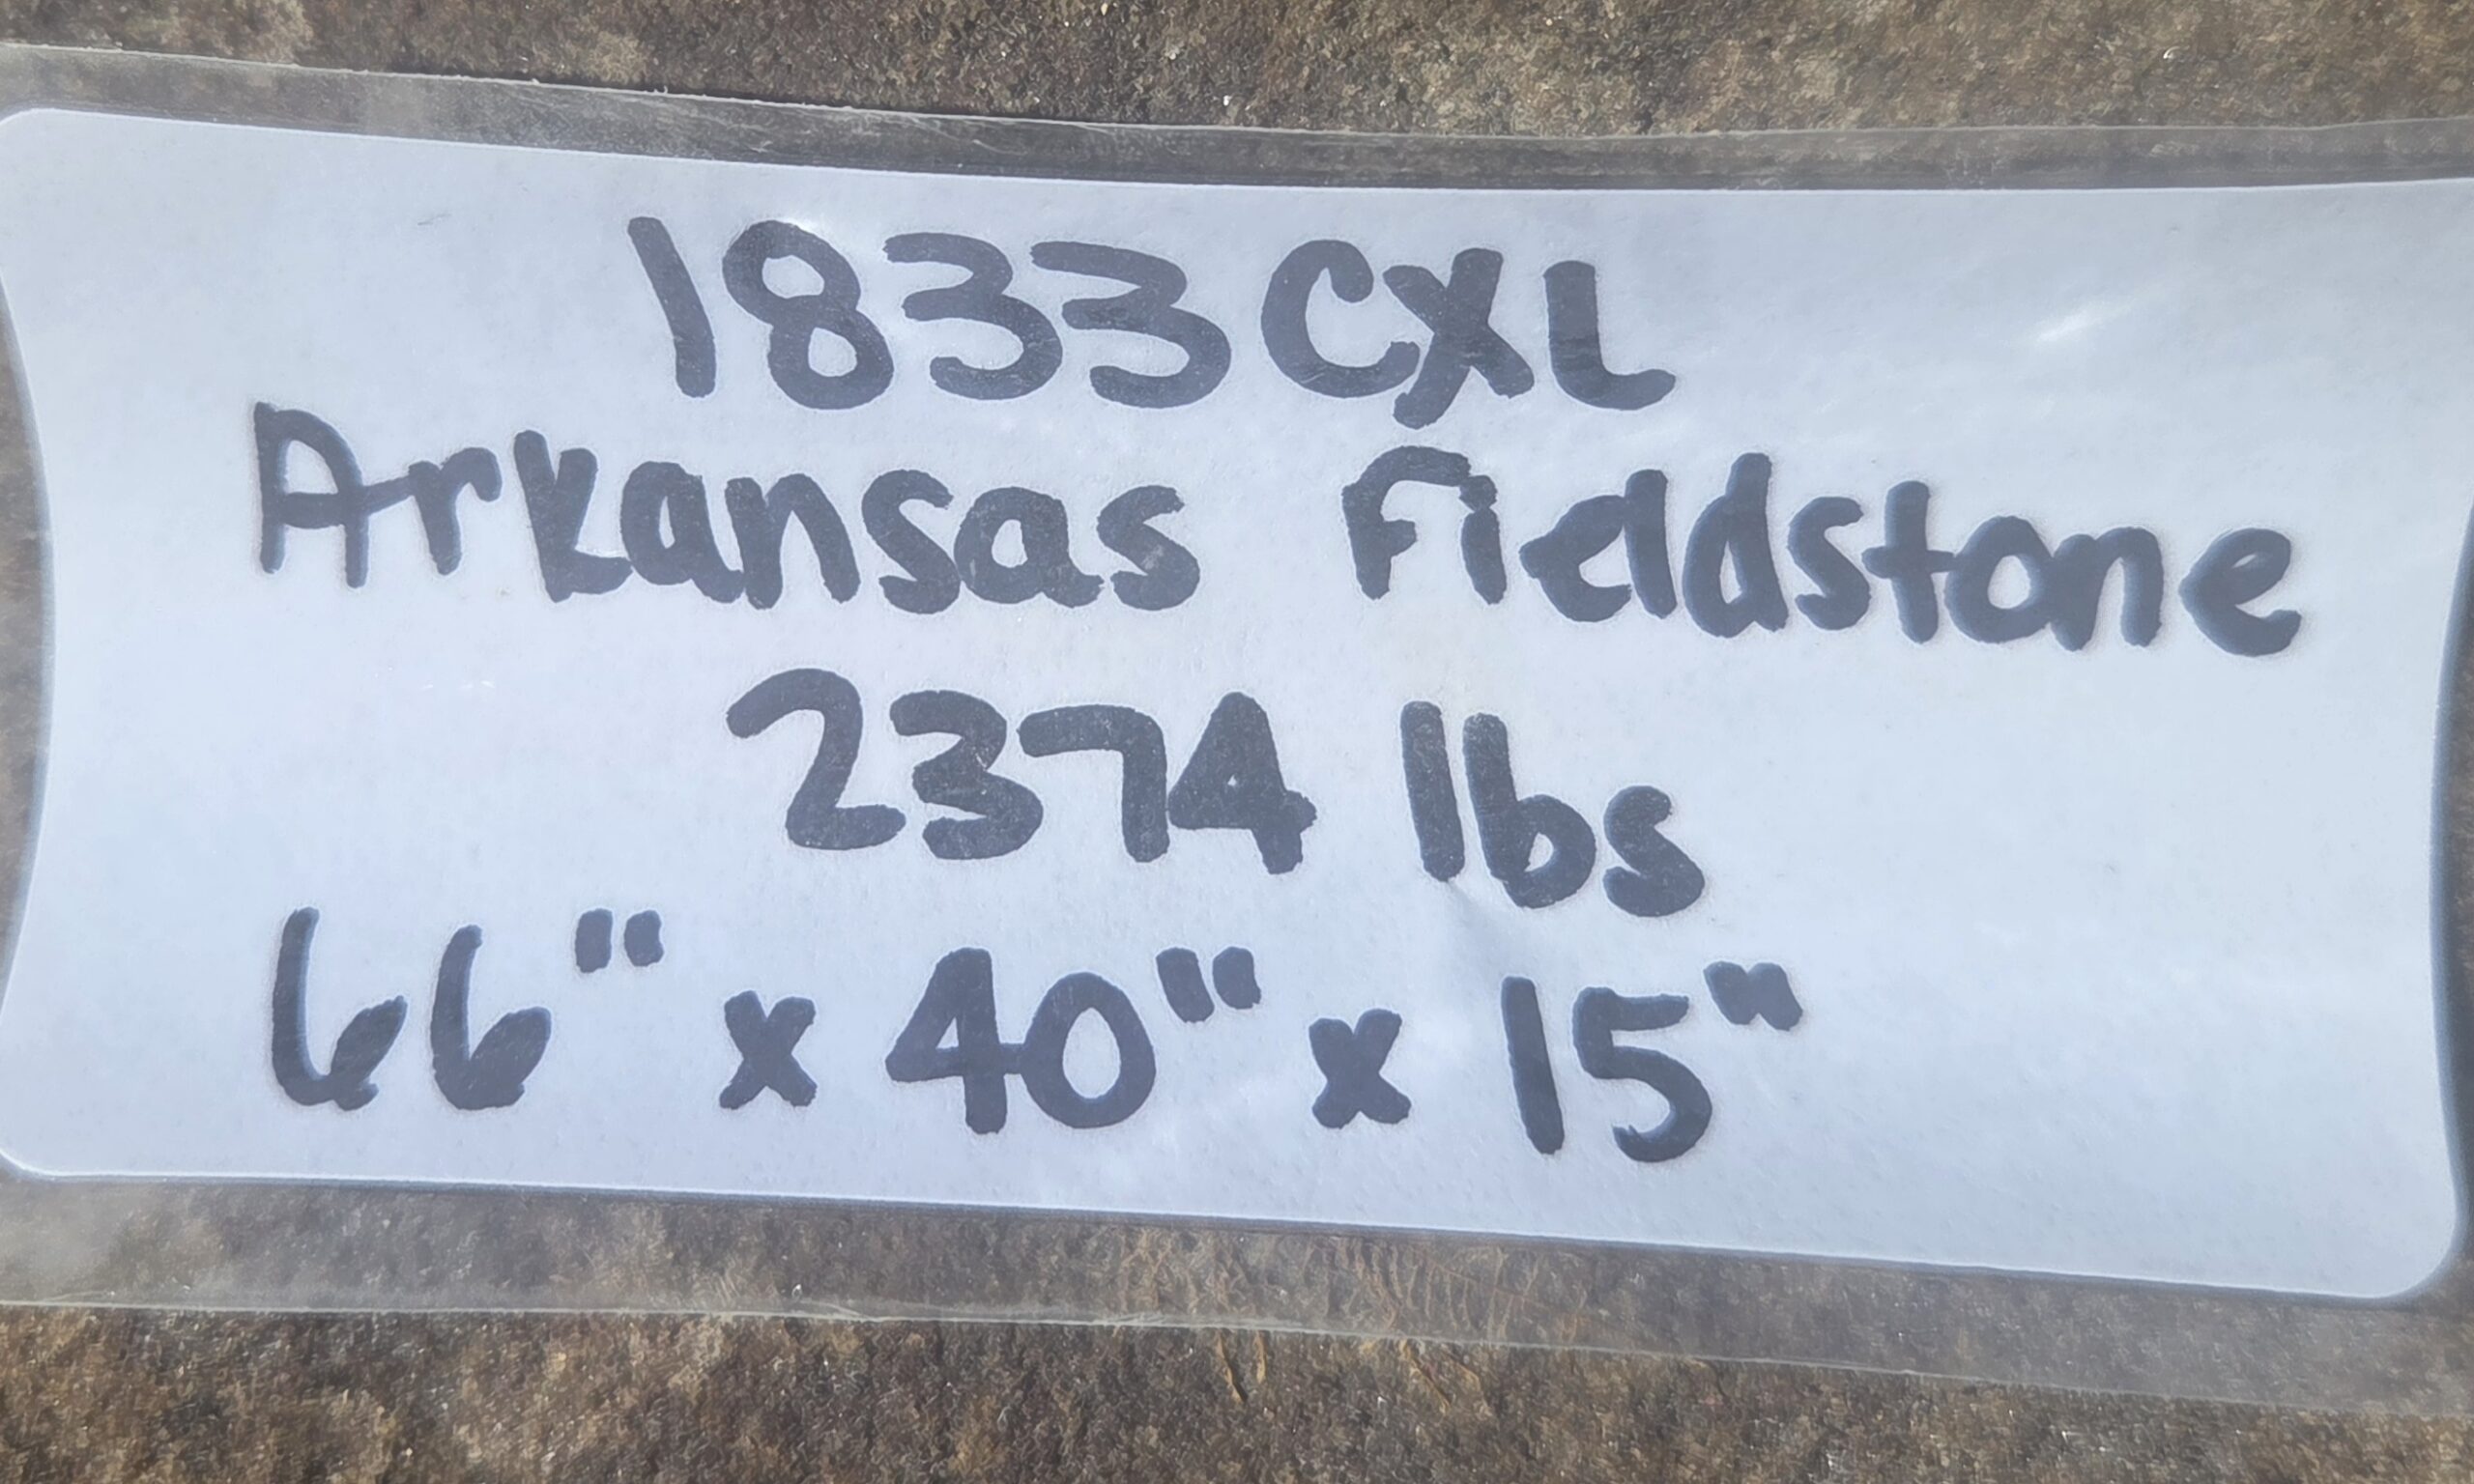 1833CXL
Arkansas Fieldstone
2374 lbs
66" x 40" x 15"